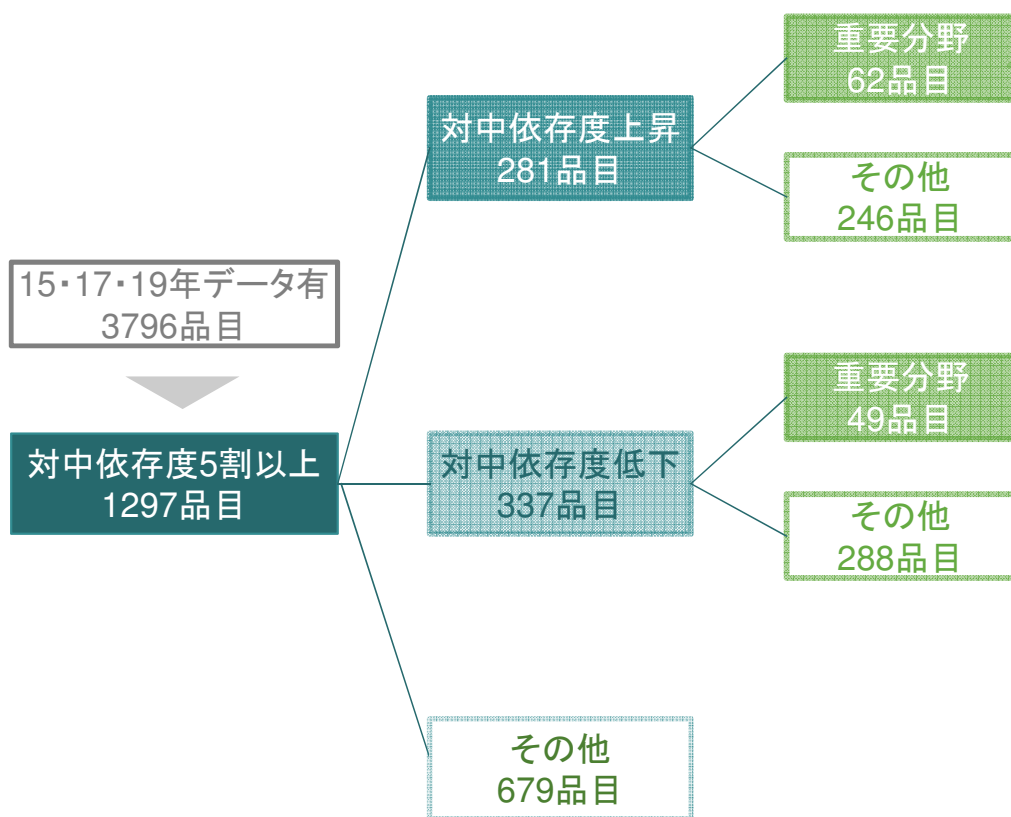 15・17・19年データ有
3796品目
対中依存度5割以上
1297品目
対中依存度上昇
281品目
重要分野
62品目
その他
246品目
対中依存度低下
337品目
重要分野
49品目
その他
288品目
その他
679品目